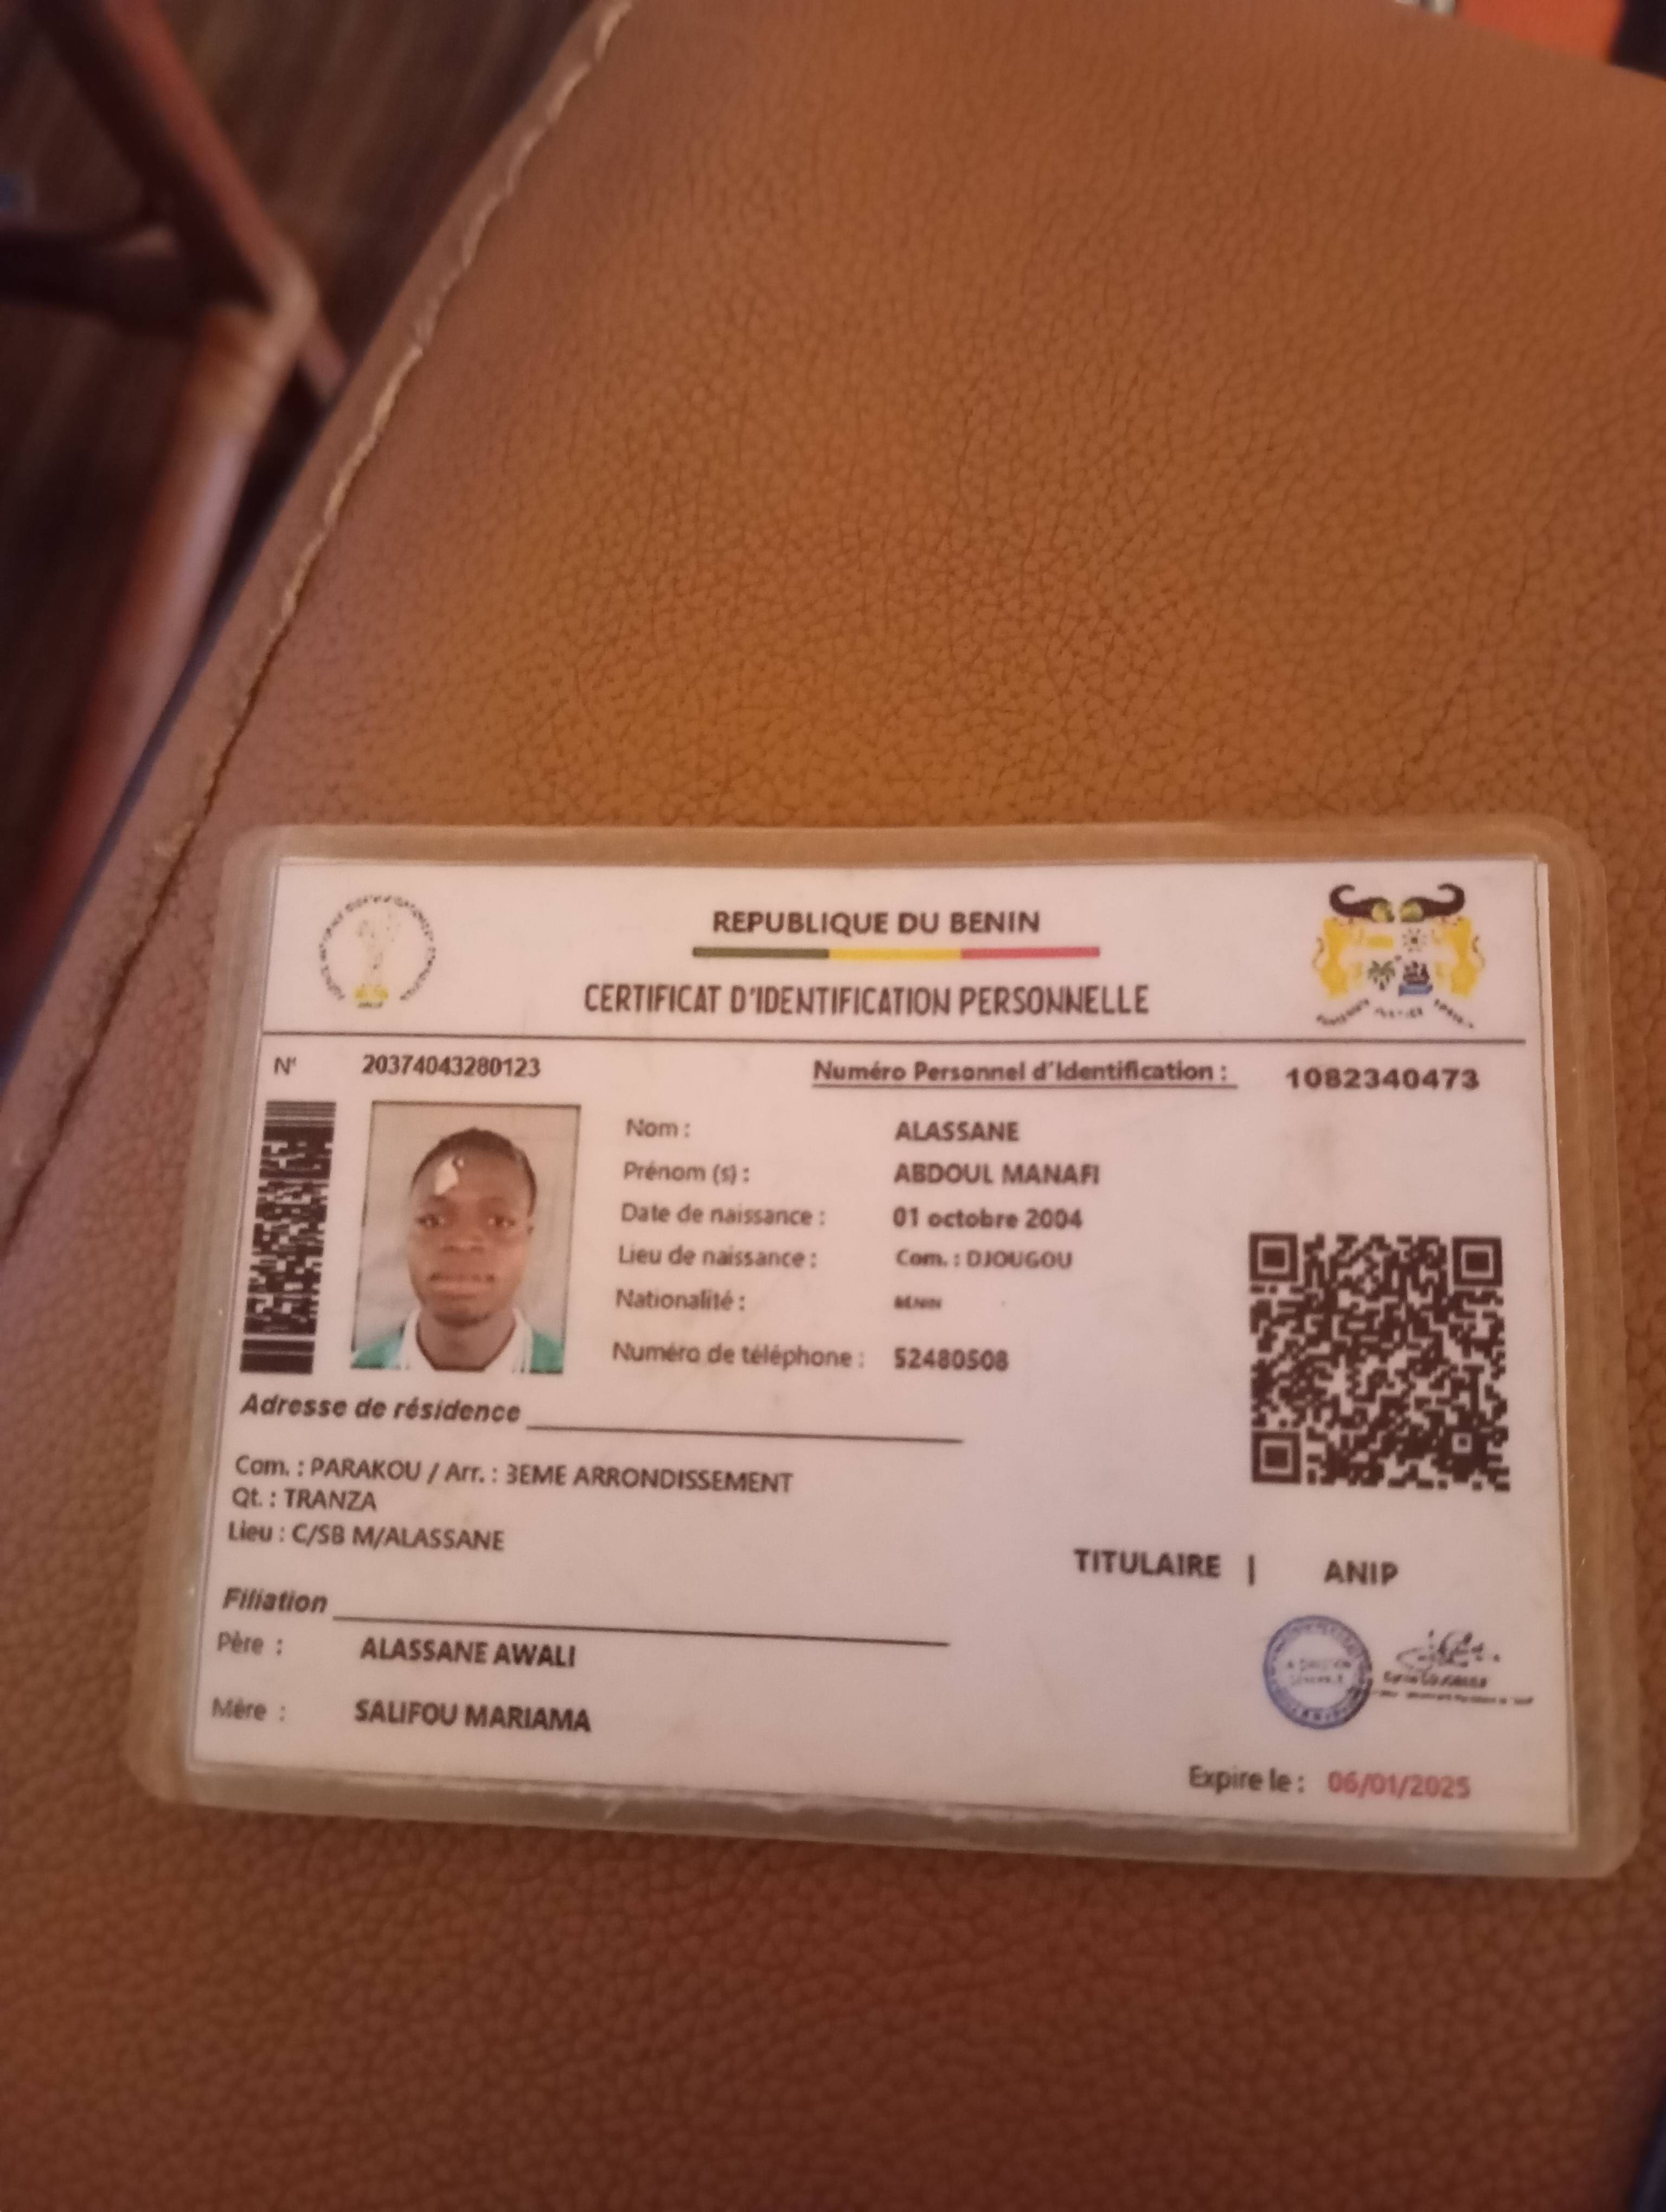 REPUBLIQUE DU BENIN
CERTIFICAT D'IDENTIFICATION PERSONNELLE
N° 20374043280123 Numéro Personnel d'Identification : 1082340473
Nom : ALASSANE
Prénom (s) : ABDOUL MANAFI
Date de naissance : 01 octobre 2004
Lieu de naissance : Com. : DJOUGOU
Nationalité : BENIN
Numéro de téléphone : 52480508
Adresse de résidence
Com. : PARAKOU / Arr. : 3EME ARRONDISSEMENT
Qt. : TRANZA
Lieu : C/SB M/ALASSANE
TITULAIRE | ANIP
Filiation
Père : ALASSANE AWALI
Mère : SALIFOU MARIAMA
Expire le : 06/01/2025